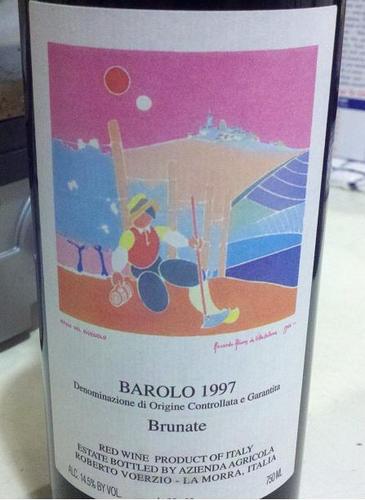 BAROLO 1997
Denominazione di Origine Controllata e Garantita
Brunate
RED WINE PRODUCT OF ITALY
ESTATE BOTTLED BY AZIENDA AGRICOLA
ROBERTO VOERZIO - LA MORRA, ITALIA
ALC. 14.5% BY VOL.
750 ML